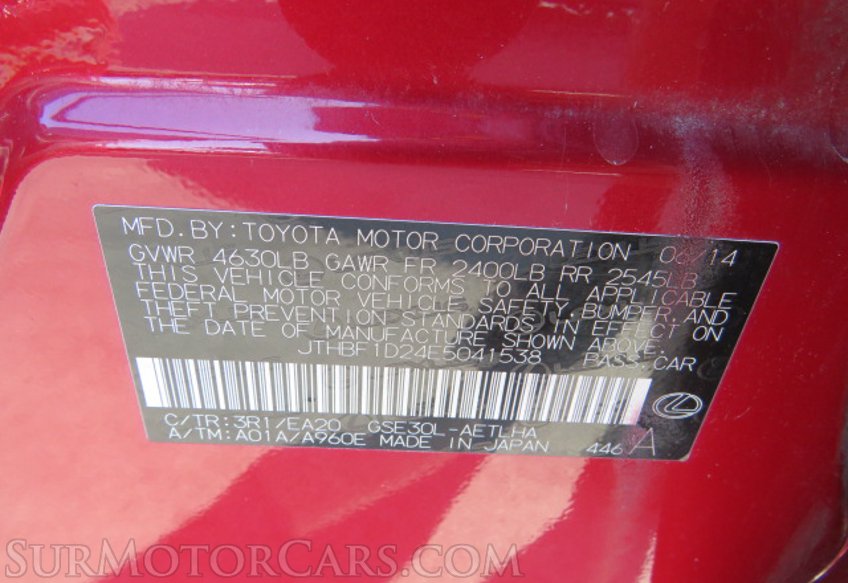 MFD. BY: TOYOTA MOTOR CORPORATION 06/14
GVWR 4630LB GAWR FR 2400LB RR 2545LB
THIS VEHICLE CONFORMS TO ALL APPLICABLE
FEDERAL MOTOR VEHICLE SAFETY, BUMPER, AND
THEFT PREVENTION STANDARDS IN EFFECT ON
THE DATE OF MANUFACTURE SHOWN ABOVE.
JTHBF1D24E5041538 PASS. CAR
C/TR: 3R1/EA20 GSE30L-AETLHA
A/TM: A01A/A960E MADE IN JAPAN 446 A
SURMOTORCARS.COM